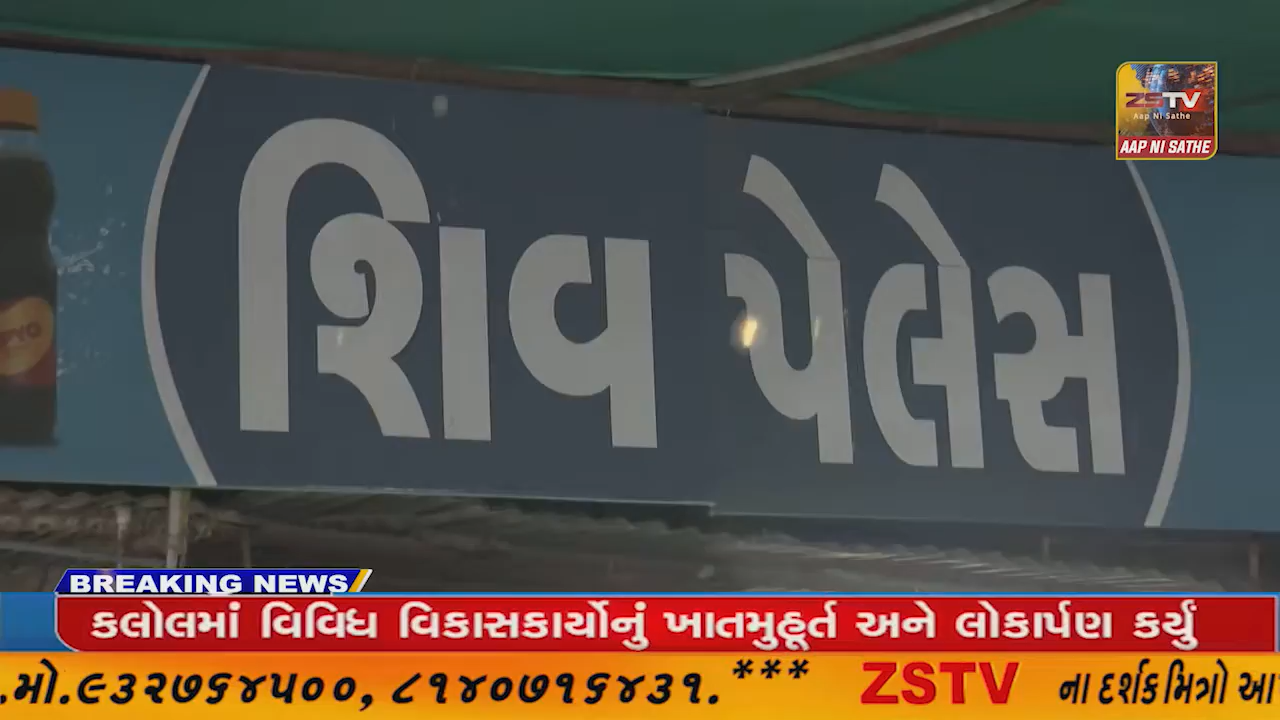 ZSTV
Aap Ni Sathe
AAP NI SATHE
શિવ પેલેસ
BREAKING NEWS
કલોલમાં વિવિધ વિકાસકાર્યોનું ખાતમુહૂર્ત અને લોકાર્પણ કર્યું
.મો.૯૩૨૭૬૪૫૦૦, ૮૧૪૦૭૧૬૪૩૧. *** ZSTV ના દર્શક મિત્રો આ